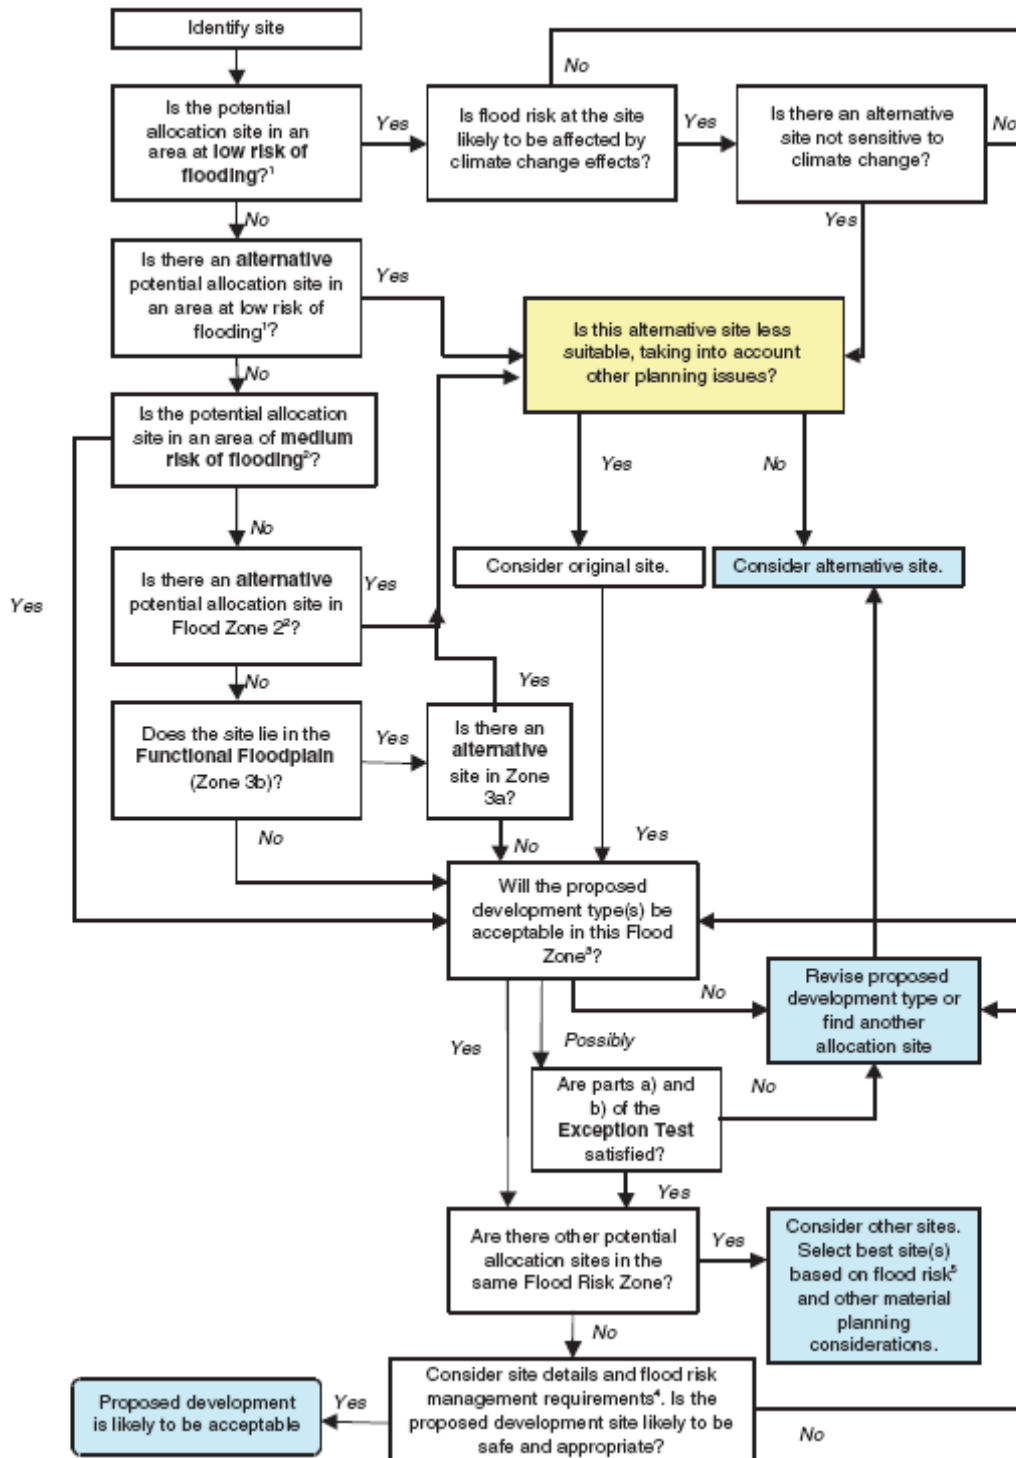 Identify site
No
Is the potential
allocation site in an
area at low risk of
flooding?¹
Yes
Is flood risk at the site
likely to be affected by
climate change effects?
Yes
Is there an alternative
site not sensitive to
climate change?
No
No
Yes
Is there an alternative
potential allocation site in
an area at low risk of
flooding¹?
Yes
Is this alternative site less
suitable, taking into account
other planning issues?
No
Is the potential allocation
site in an area of medium
risk of flooding²?
Yes
No
No
Consider original site.
Consider alternative site.
Is there an alternative
potential allocation site in
Flood Zone 2²?
Yes
Yes
No
Yes
Does the site lie in the
Functional Floodplain
(Zone 3b)?
Yes
Is there an
alternative
site in Zone
3a?
No
No
Yes
Will the proposed
development type(s) be
acceptable in this Flood
Zone³?
No
Revise proposed
development type or
find another
allocation site
Yes
Possibly
Are parts a) and
b) of the
Exception Test
satisfied?
No
Yes
Are there other potential
allocation sites in the
same Flood Risk Zone?
Yes
Consider other sites.
Select best site(s)
based on flood risk⁵
and other material
planning
considerations.
No
Consider site details and flood risk
management requirements⁴. Is the
proposed development site likely to be
safe and appropriate?
Yes
Proposed development
is likely to be acceptable
No